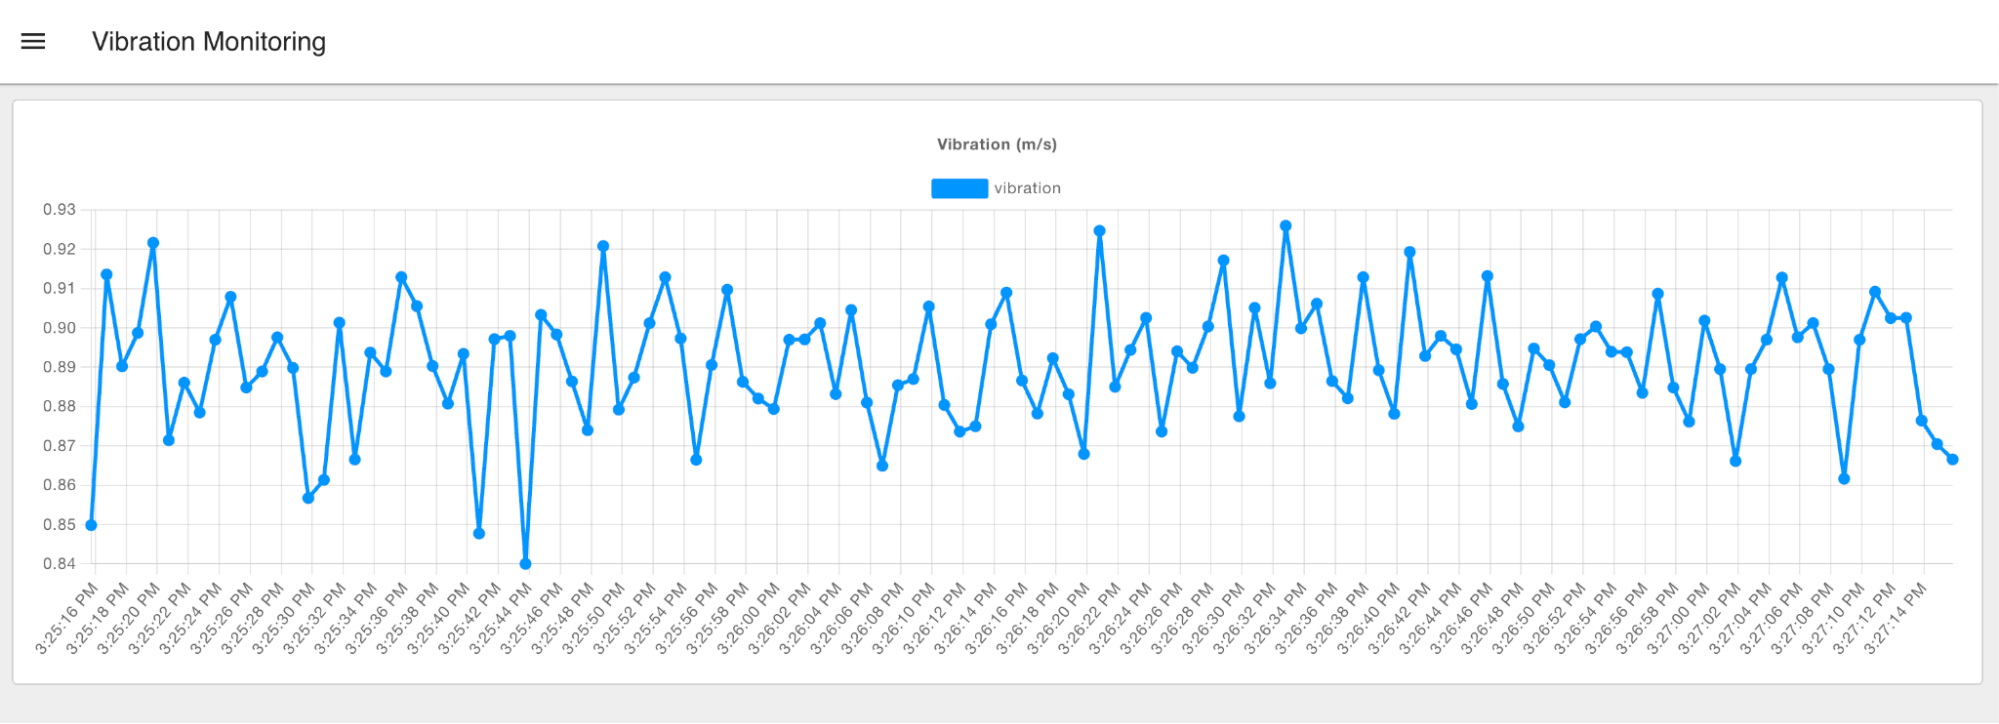 Vibration Monitoring
Vibration (m/s)
vibration
0.93
0.92
0.91
0.90
0.89
0.88
0.87
0.86
0.85
0.84
3:25:16 PM
3:25:18 PM
3:25:20 PM
3:25:22 PM
3:25:24 PM
3:25:26 PM
3:25:28 PM
3:25:30 PM
3:25:32 PM
3:25:34 PM
3:25:36 PM
3:25:38 PM
3:25:40 PM
3:25:42 PM
3:25:44 PM
3:25:46 PM
3:25:48 PM
3:25:50 PM
3:25:52 PM
3:25:54 PM
3:25:56 PM
3:25:58 PM
3:26:00 PM
3:26:02 PM
3:26:04 PM
3:26:06 PM
3:26:08 PM
3:26:10 PM
3:26:12 PM
3:26:14 PM
3:26:16 PM
3:26:18 PM
3:26:20 PM
3:26:22 PM
3:26:24 PM
3:26:26 PM
3:26:28 PM
3:26:30 PM
3:26:32 PM
3:26:34 PM
3:26:36 PM
3:26:38 PM
3:26:40 PM
3:26:42 PM
3:26:44 PM
3:26:46 PM
3:26:48 PM
3:26:50 PM
3:26:52 PM
3:26:54 PM
3:26:56 PM
3:26:58 PM
3:27:00 PM
3:27:02 PM
3:27:04 PM
3:27:06 PM
3:27:08 PM
3:27:10 PM
3:27:12 PM
3:27:14 PM